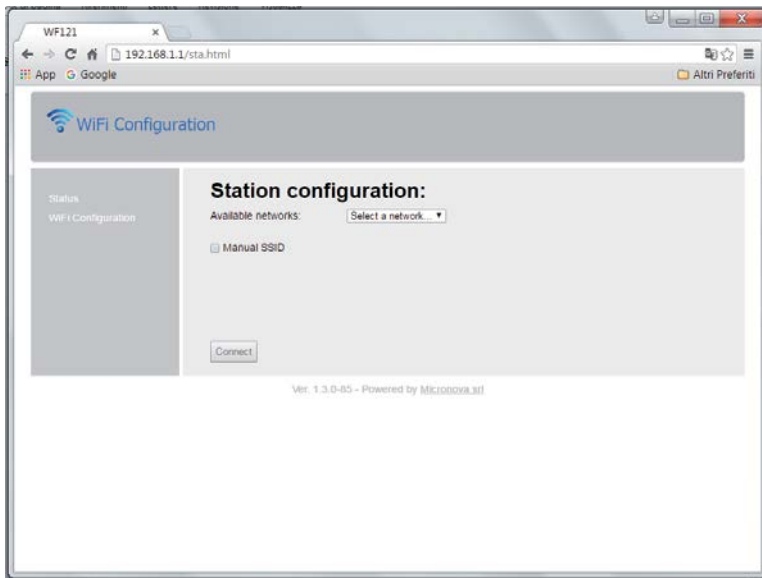 WF121
192.168.1.1/sta.html
App Google Altri Preferiti
WiFi Configuration
Status
WiFi Configuration
Station configuration:
Available networks: Select a network...
Manual SSID
Connect
Ver. 1.3.0-85 - Powered by Micronova srl